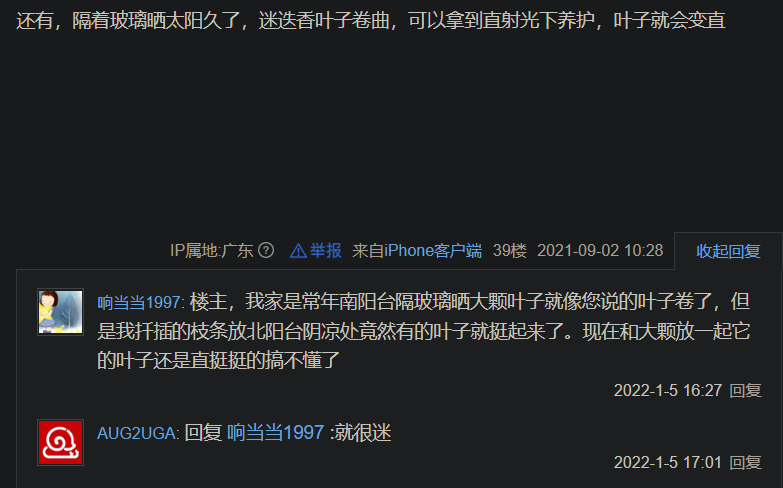 还有，隔着玻璃晒太阳久了，迷迭香叶子卷曲，可以拿到直射光下养护，叶子就会变直
IP属地:广东 ? 举报 来自iPhone客户端 39楼 2021-09-02 10:28 收起回复
响当当1997: 楼主，我家是常年南阳台隔玻璃晒大颗叶子就像您说的叶子卷了，但
是我扦插的枝条放北阳台阴凉处竟然有的叶子就挺起来了。现在和大颗放一起它
的叶子还是直挺挺的搞不懂了
2022-1-5 16:27 回复
AUG2UGA: 回复 响当当1997 :就很迷
2022-1-5 17:01 回复